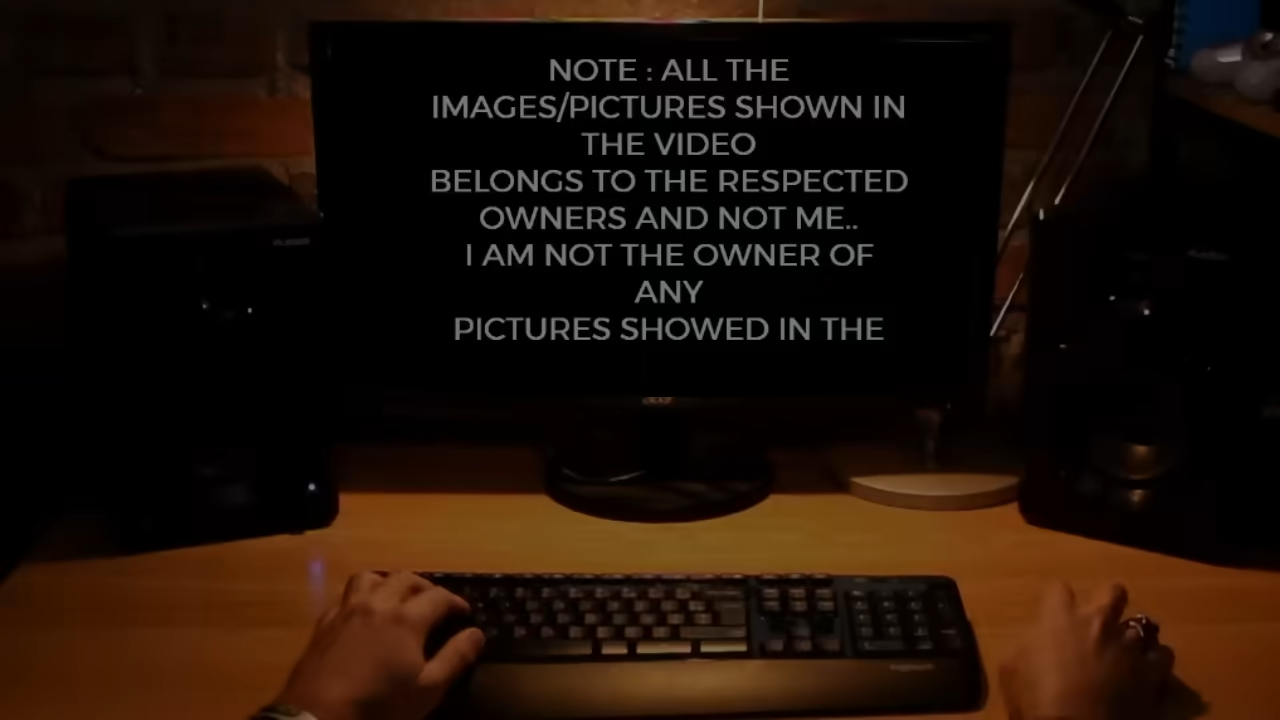 NOTE : ALL THE
IMAGES/PICTURES SHOWN IN
THE VIDEO
BELONGS TO THE RESPECTED
OWNERS AND NOT ME..
I AM NOT THE OWNER OF
ANY
PICTURES SHOWED IN THE